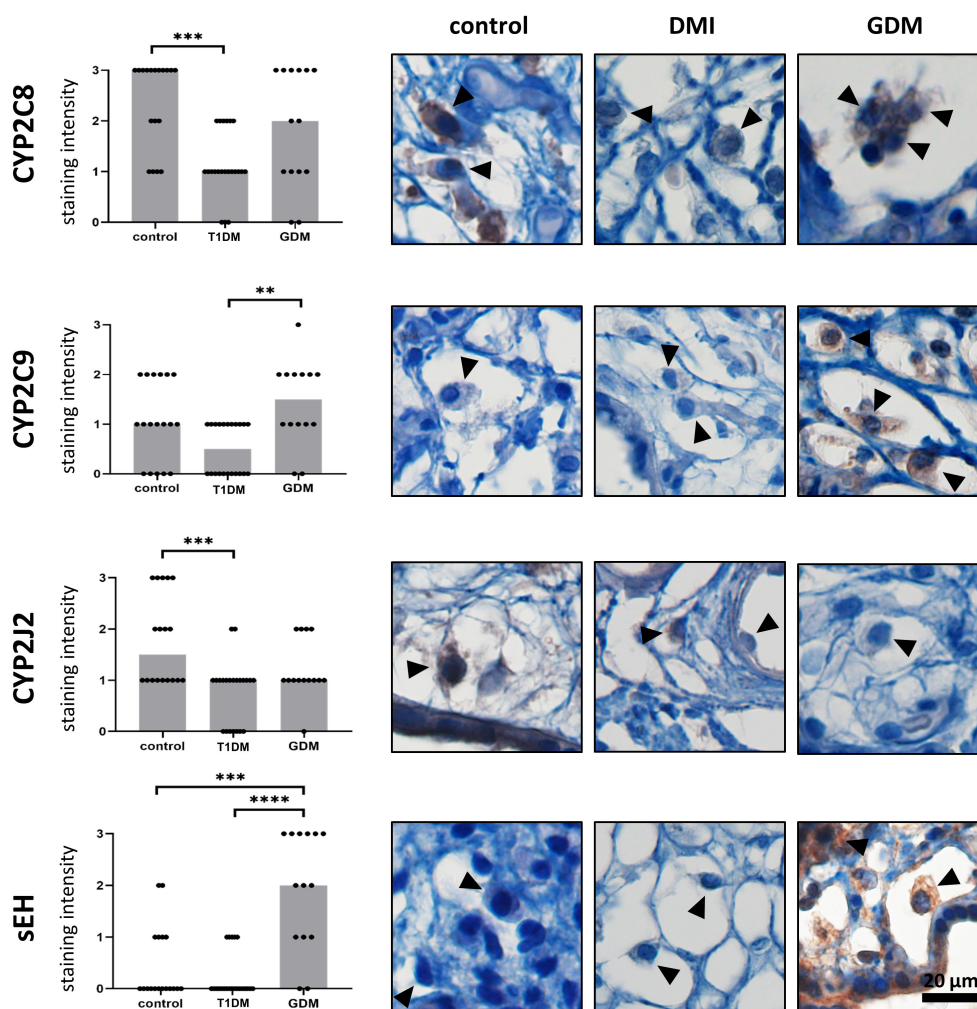 control DMI GDM
CYP2C8
staining intensity
***
3
2
1
0
control T1DM GDM
CYP2C9
staining intensity
**
3
2
1
0
control T1DM GDM
CYP2J2
staining intensity
***
3
2
1
0
control T1DM GDM
sEH
staining intensity
***
****
3
2
1
0
control T1DM GDM
20 µm